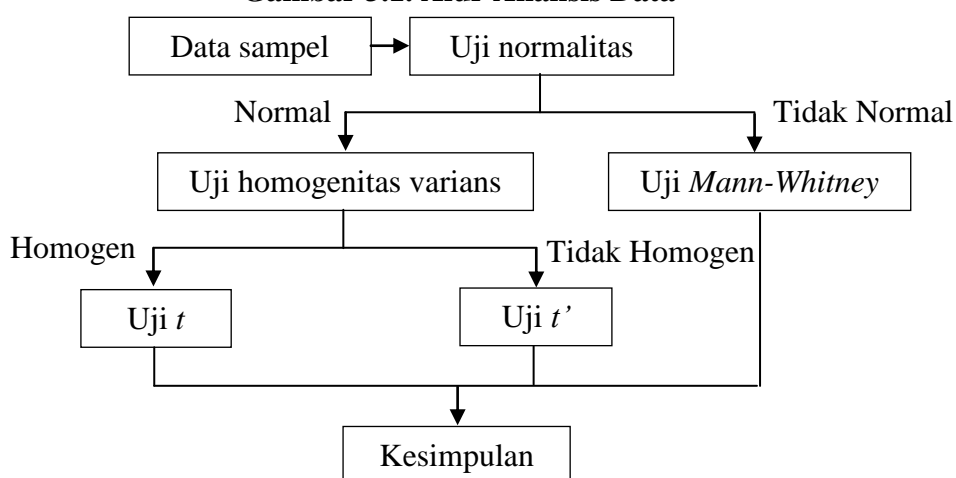 Data sampel
Uji normalitas
Normal
Tidak Normal
Uji homogenitas varians
Uji Mann-Whitney
Homogen
Tidak Homogen
Uji t
Uji t’
Kesimpulan